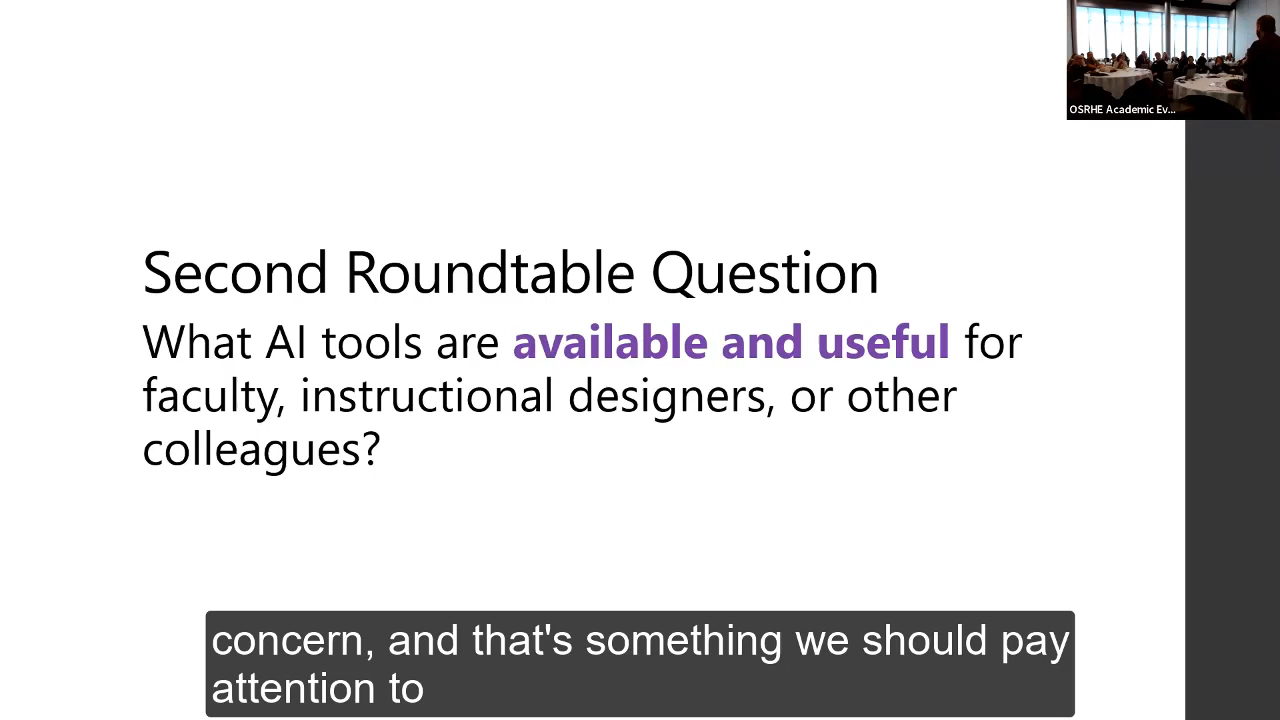 OSRHE Academic Ev...
Second Roundtable Question
What AI tools are available and useful for
faculty, instructional designers, or other
colleagues?
concern, and that's something we should pay
attention to